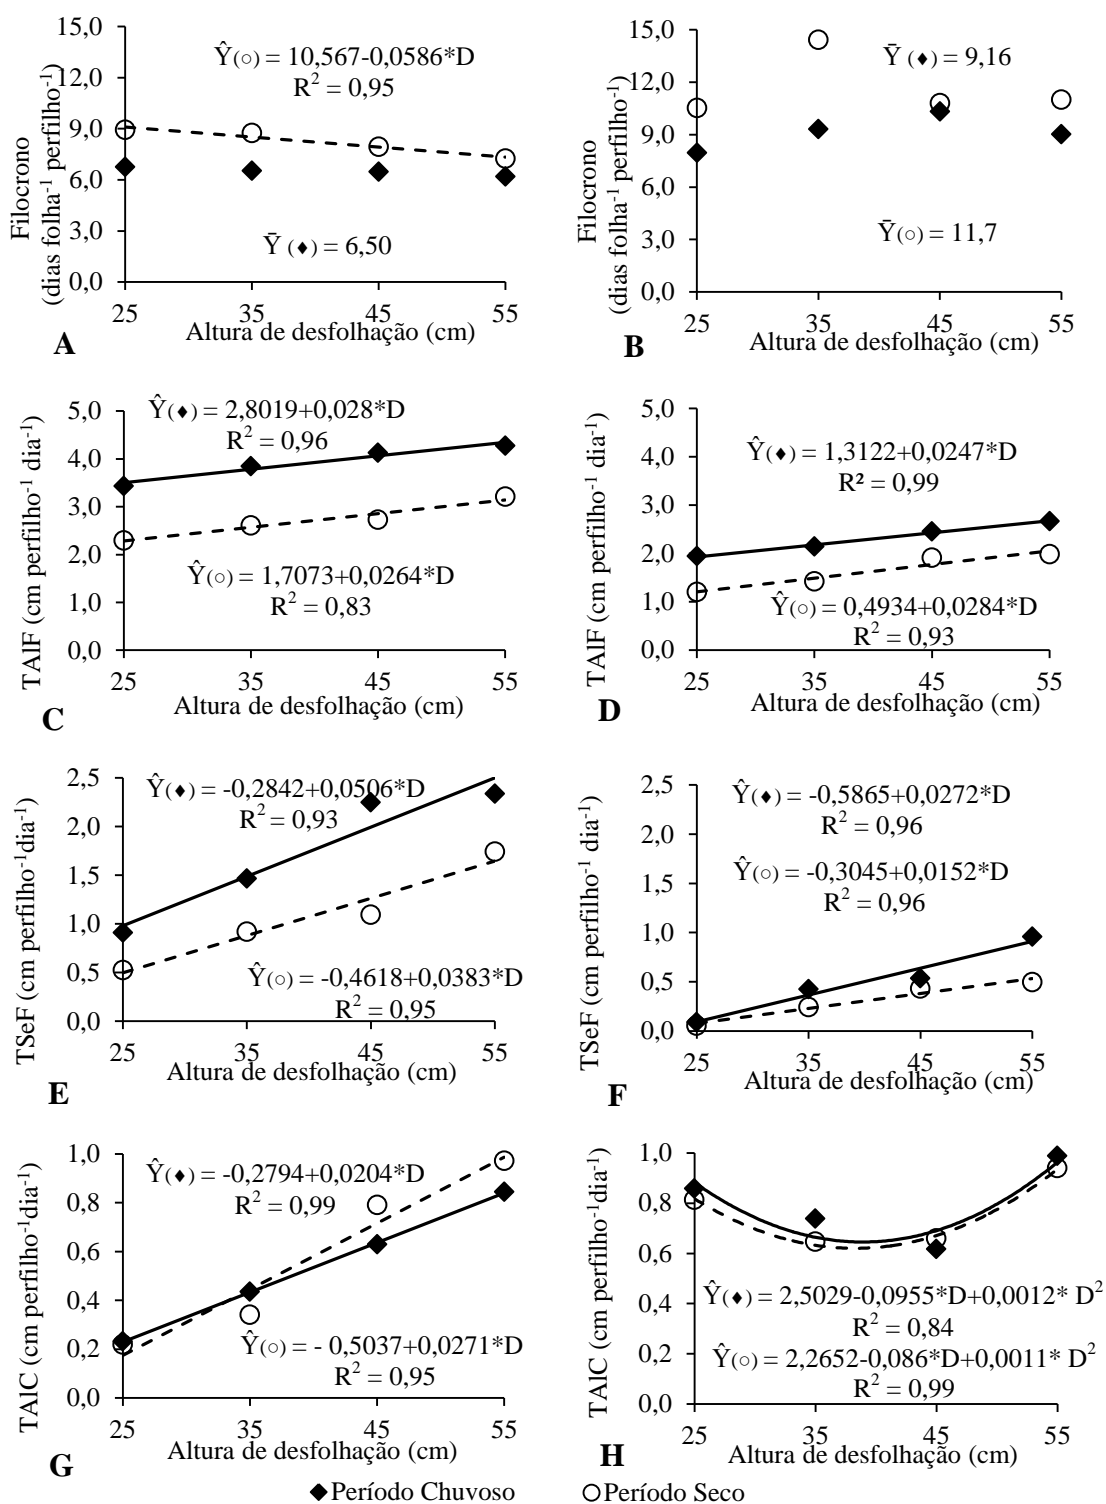 Filocrono
(dias folha-1 perfilho-1)
15,0
12,0
9,0
6,0
3,0
0,0
Ŷ(○) = 10,567-0,0586*D
R2 = 0,95
Ȳ (♦) = 6,50
25 35 45 55
Altura de desfolhação (cm)
A
Filocrono
(dias folha-1 perfilho-1)
15,0
12,0
9,0
6,0
3,0
0,0
Ȳ (♦) = 9,16
Ȳ(○) = 11,7
25 35 45 55
Altura de desfolhação (cm)
B
TAlF (cm perfilho-1 dia-1)
5,0
4,0
3,0
2,0
1,0
0,0
Ŷ(♦) = 2,8019+0,028*D
R2 = 0,96
Ŷ(○) = 1,7073+0,0264*D
R2 = 0,83
25 35 45 55
Altura de desfolhação (cm)
C
TAlF (cm perfilho-1 dia-1)
5,0
4,0
3,0
2,0
1,0
0,0
Ŷ(♦) = 1,3122+0,0247*D
R² = 0,99
Ŷ(○) = 0,4934+0,0284*D
R2 = 0,93
25 35 45 55
Altura de desfolhação (cm)
D
TSeF (cm perfilho-1dia-1)
2,5
2,0
1,5
1,0
0,5
0,0
Ŷ(♦) = -0,2842+0,0506*D
R2 = 0,93
Ŷ(○) = -0,4618+0,0383*D
R2 = 0,95
25 35 45 55
Altura de desfolhação (cm)
E
TSeF (cm perfilho-1 dia-1)
2,5
2,0
1,5
1,0
0,5
0,0
Ŷ(♦) = -0,5865+0,0272*D
R2 = 0,96
Ŷ(○) = -0,3045+0,0152*D
R2 = 0,96
25 35 45 55
Altura de desfolhação (cm)
F
TAlC (cm perfilho-1dia-1)
1,0
0,8
0,6
0,4
0,2
0,0
Ŷ(♦) = -0,2794+0,0204*D
R2 = 0,99
Ŷ(○) = - 0,5037+0,0271*D
R2 = 0,95
25 35 45 55
Altura de desfolhação (cm)
G
TAlC (cm perfilho-1dia-1)
1,0
0,8
0,6
0,4
0,2
0,0
Ŷ(♦) = 2,5029-0,0955*D+0,0012* D2
R2 = 0,84
Ŷ(○) = 2,2652-0,086*D+0,0011* D2
R2 = 0,99
25 35 45 55
Altura de desfolhação (cm)
H
♦Período Chuvoso ○Período Seco